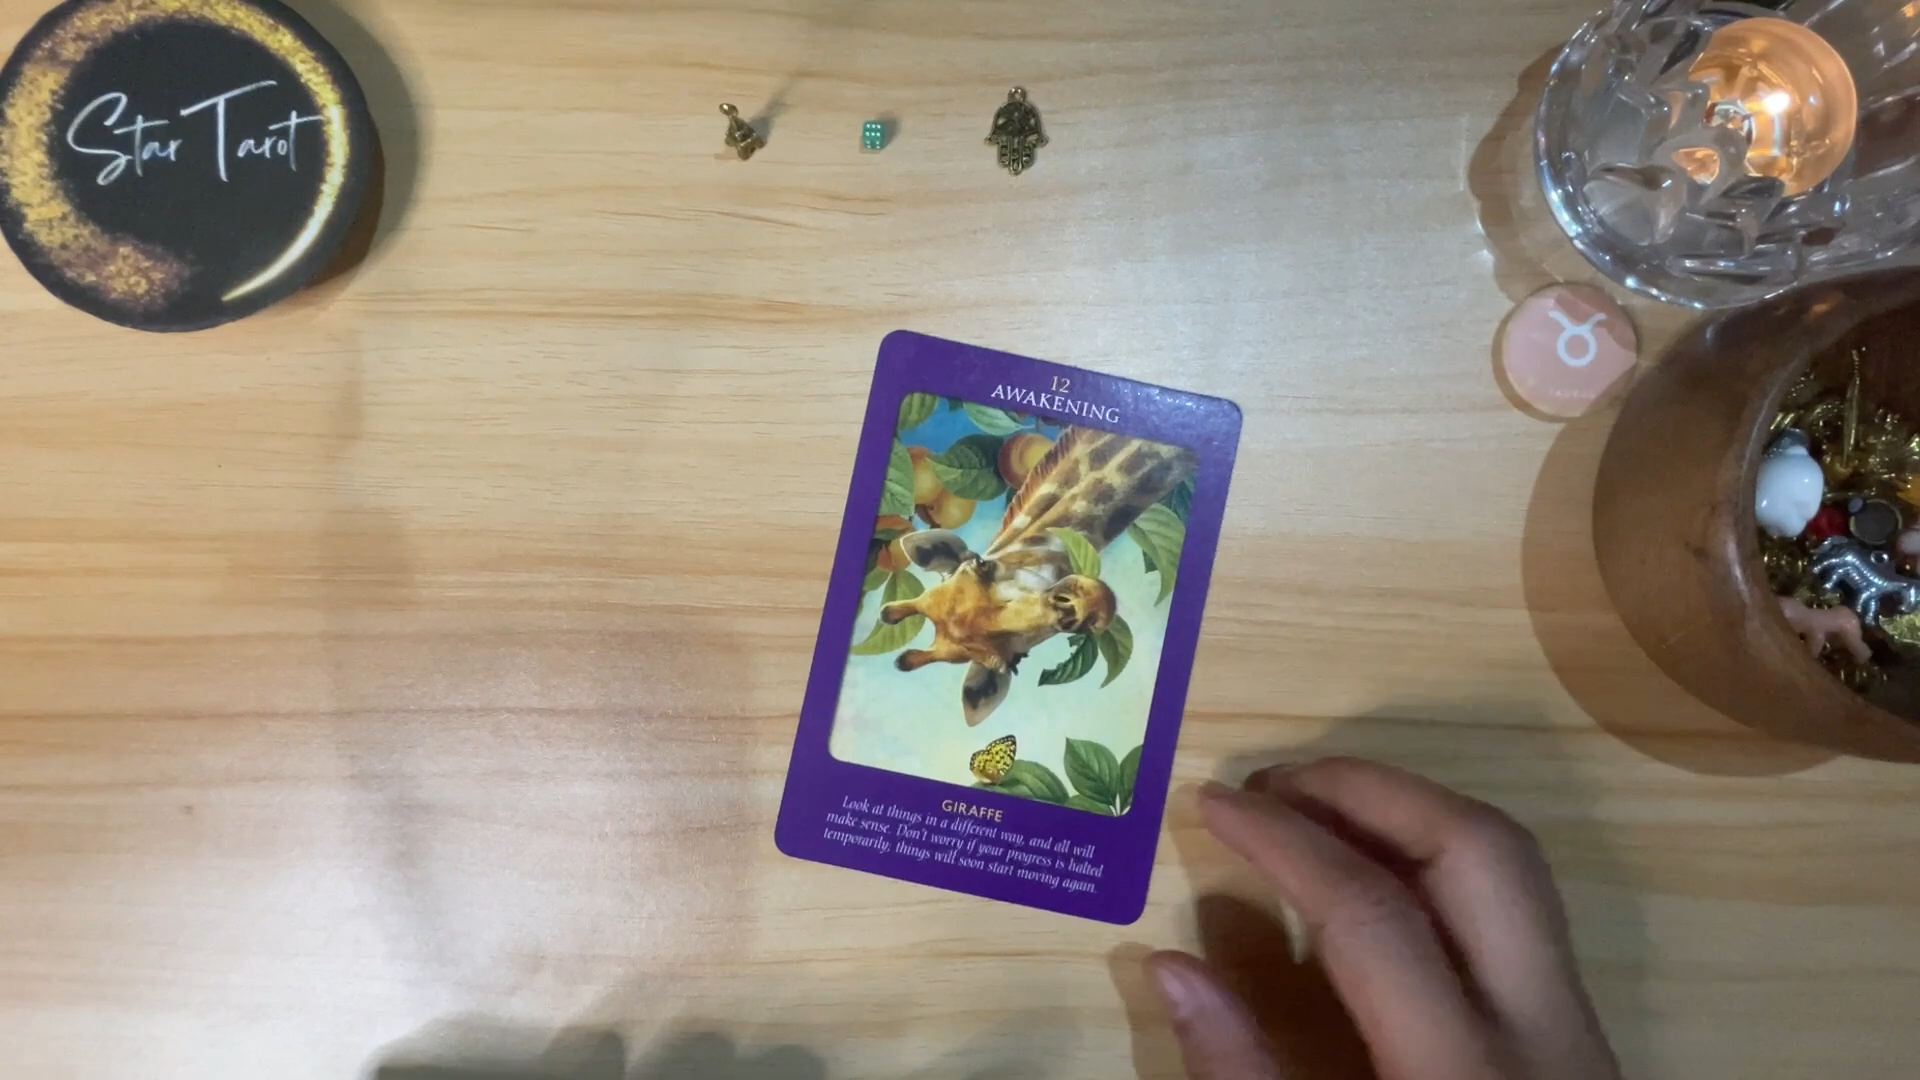 Star Tarot
12
AWAKENING
GIRAFFE
Look at things in a different way, and all will
make sense. Don't worry if your progress is halted
temporarily, things will soon start moving again.